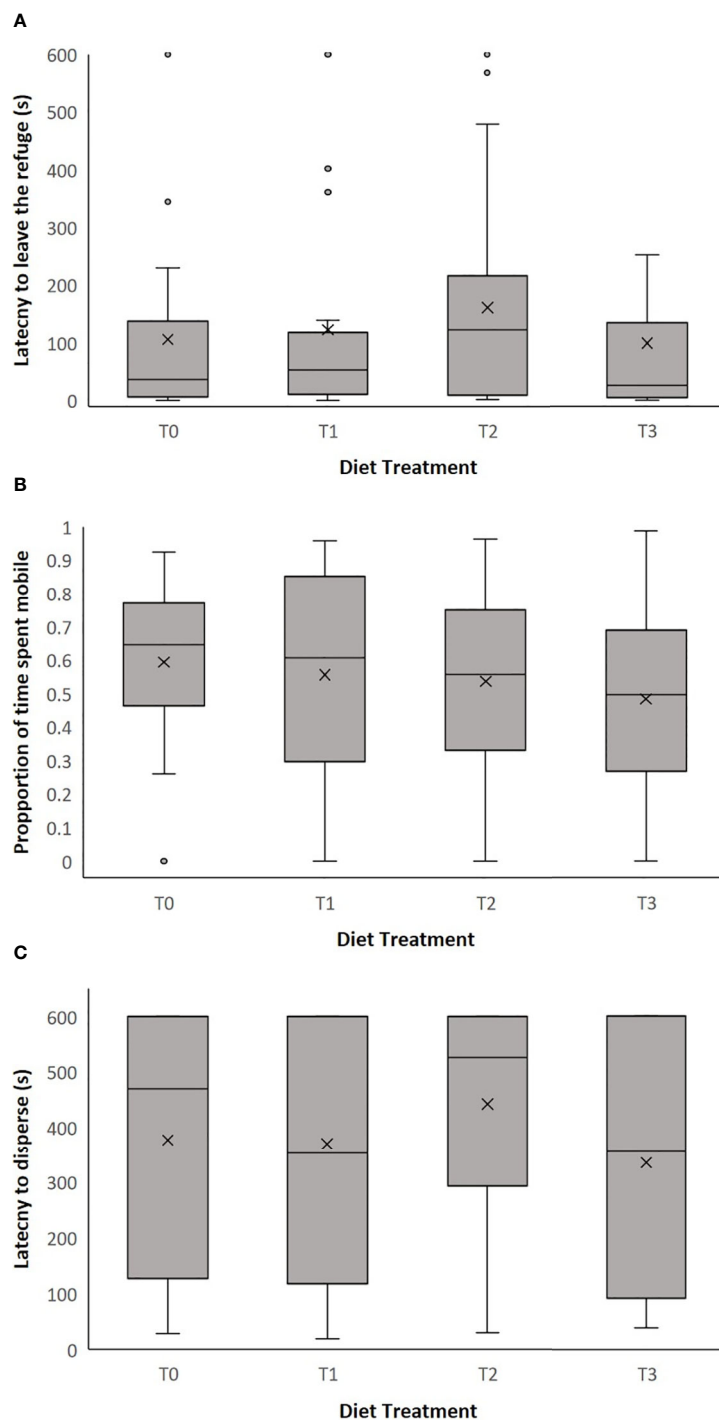 A
Latecny to leave the refuge (s)
600
500
400
300
200
100
0
T0 T1 T2 T3
Diet Treatment
B
Propportion of time spent mobile
1
0.9
0.8
0.7
0.6
0.5
0.4
0.3
0.2
0.1
0
T0 T1 T2 T3
Diet Treatment
C
Latecny to disperse (s)
600
500
400
300
200
100
0
T0 T1 T2 T3
Diet Treatment